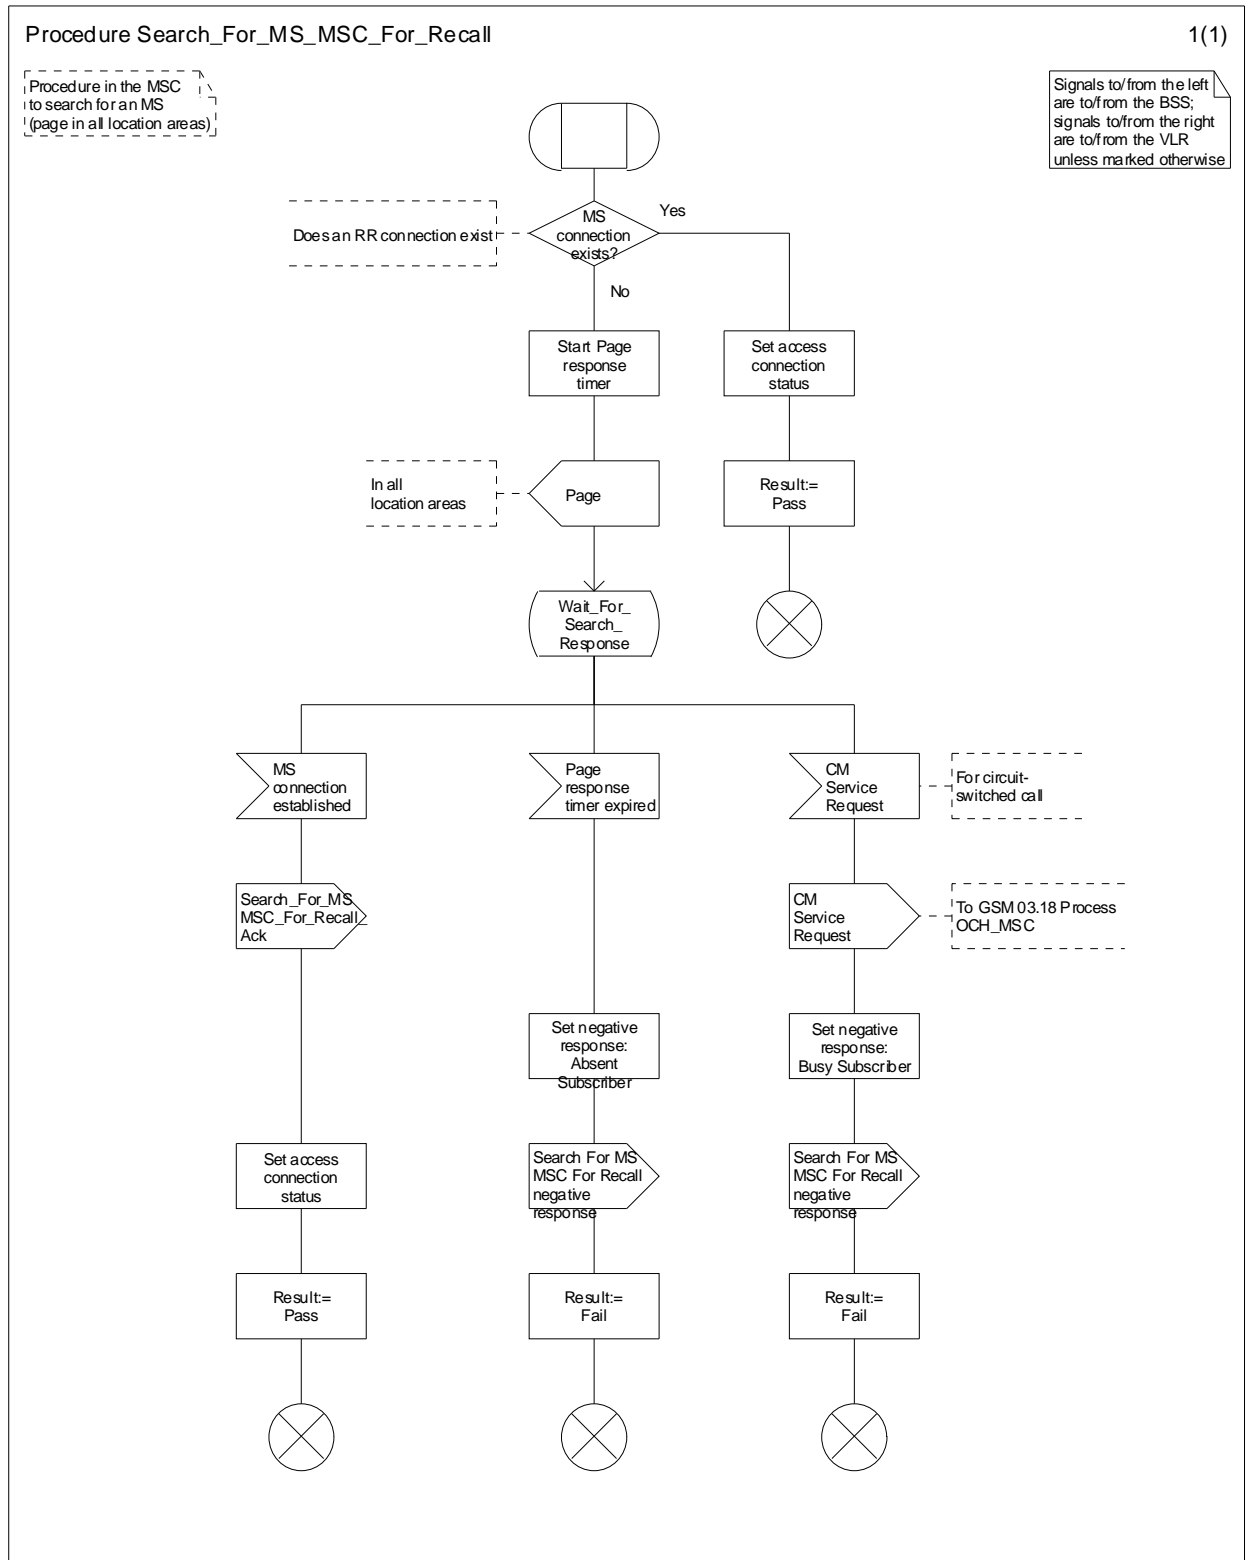 Procedure Search_For_MS_MSC_For_Recall
1(1)
Procedure in the MSC
to search for an MS
(page in all location areas)
Signals to/from the left
are to/from the BSS;
signals to/from the right
are to/from the VLR
unless marked otherwise
Does an RR connection exist
MS
connection
exists?
Yes
No
Start Page
response
timer
Set access
connection
status
In all
location areas
Page
Result:=
Pass
Wait_For_
Search_
Response
MS
connection
established
Page
response
timer expired
CM
Service
Request
For circuit-
switched call
Search_For_MS
MSC_For_Recall_
Ack
CM
Service
Request
To GSM 03.18 Process
OCH_MSC
Set negative
response:
Absent
Subscriber
Set negative
response:
Busy Subscriber
Set access
connection
status
Search For MS
MSC For Recall
negative
response
Search For MS
MSC For Recall
negative
response
Result:=
Pass
Result:=
Fail
Result:=
Fail